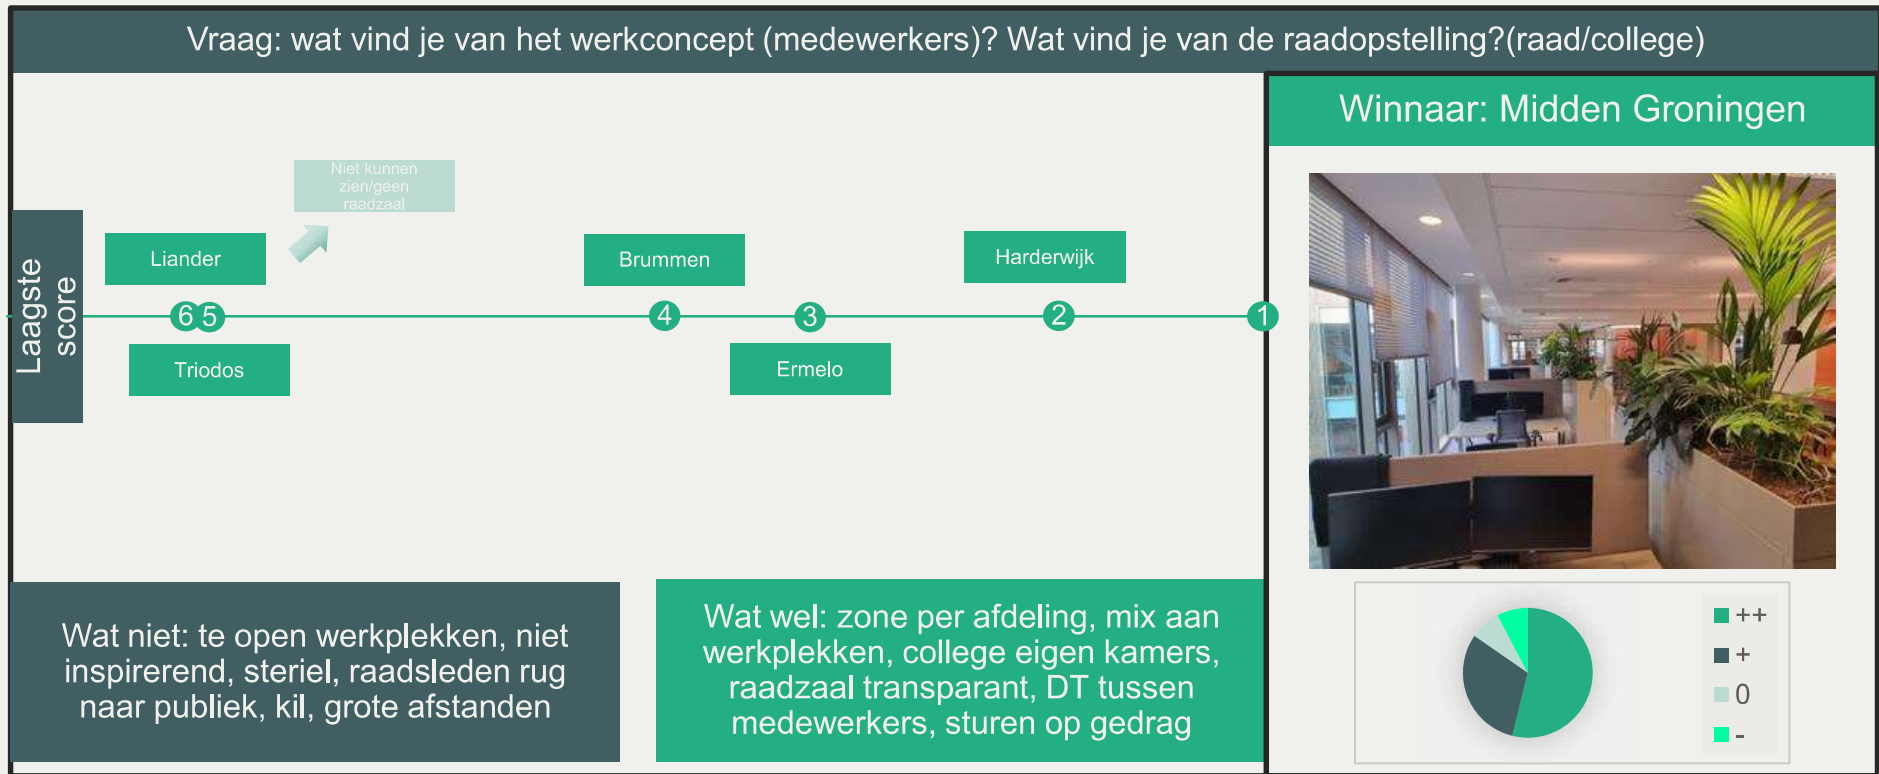 Vraag: wat vind je van het werkconcept (medewerkers)? Wat vind je van de raadopstelling?(raad/college)
Winnaar: Midden Groningen
Niet kunnen
zien/geen
raadzaal
Laagste
score
Liander
Brummen
Harderwijk
6 5 4 3 2 1
Triodos
Ermelo
Wat niet: te open werkplekken, niet
inspirerend, steriel, raadsleden rug
naar publiek, kil, grote afstanden
Wat wel: zone per afdeling, mix aan
werkplekken, college eigen kamers,
raadzaal transparant, DT tussen
medewerkers, sturen op gedrag
++
+
0
-